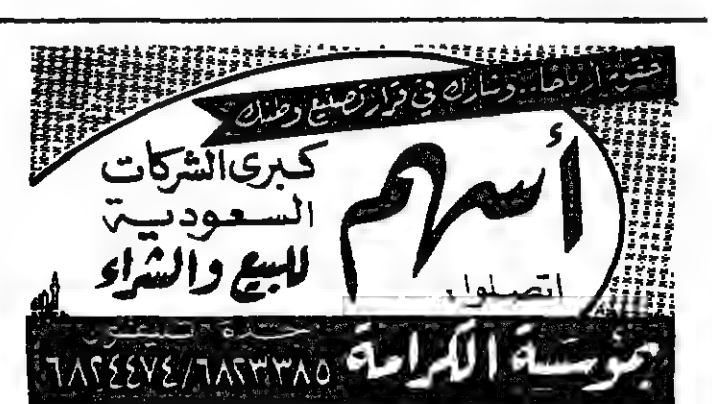 حقق أرباحا.. وشارك في قرار تصنيع وطنك
أسهم
كبرى الشركات
السعودية
للبيع والشراء
اتصلوا
بمؤسسة الكرامة
جدة تليفون
٦٨٢٤٤٧٤/٦٨٢٣٣٨٥